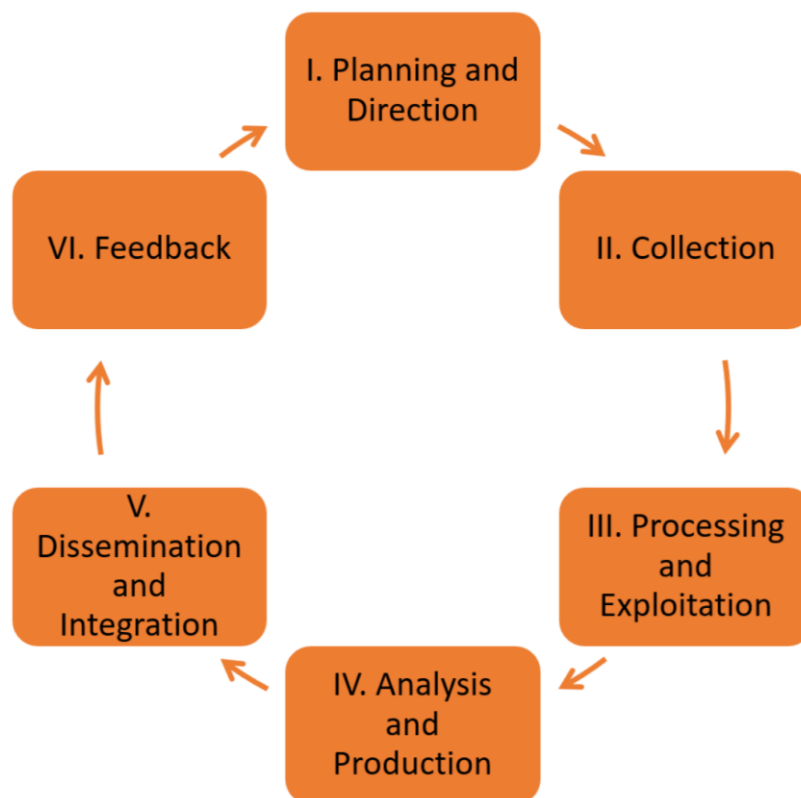 I. Planning and
Direction
II. Collection
III. Processing
and
Exploitation
IV. Analysis
and
Production
V.
Dissemination
and
Integration
VI. Feedback